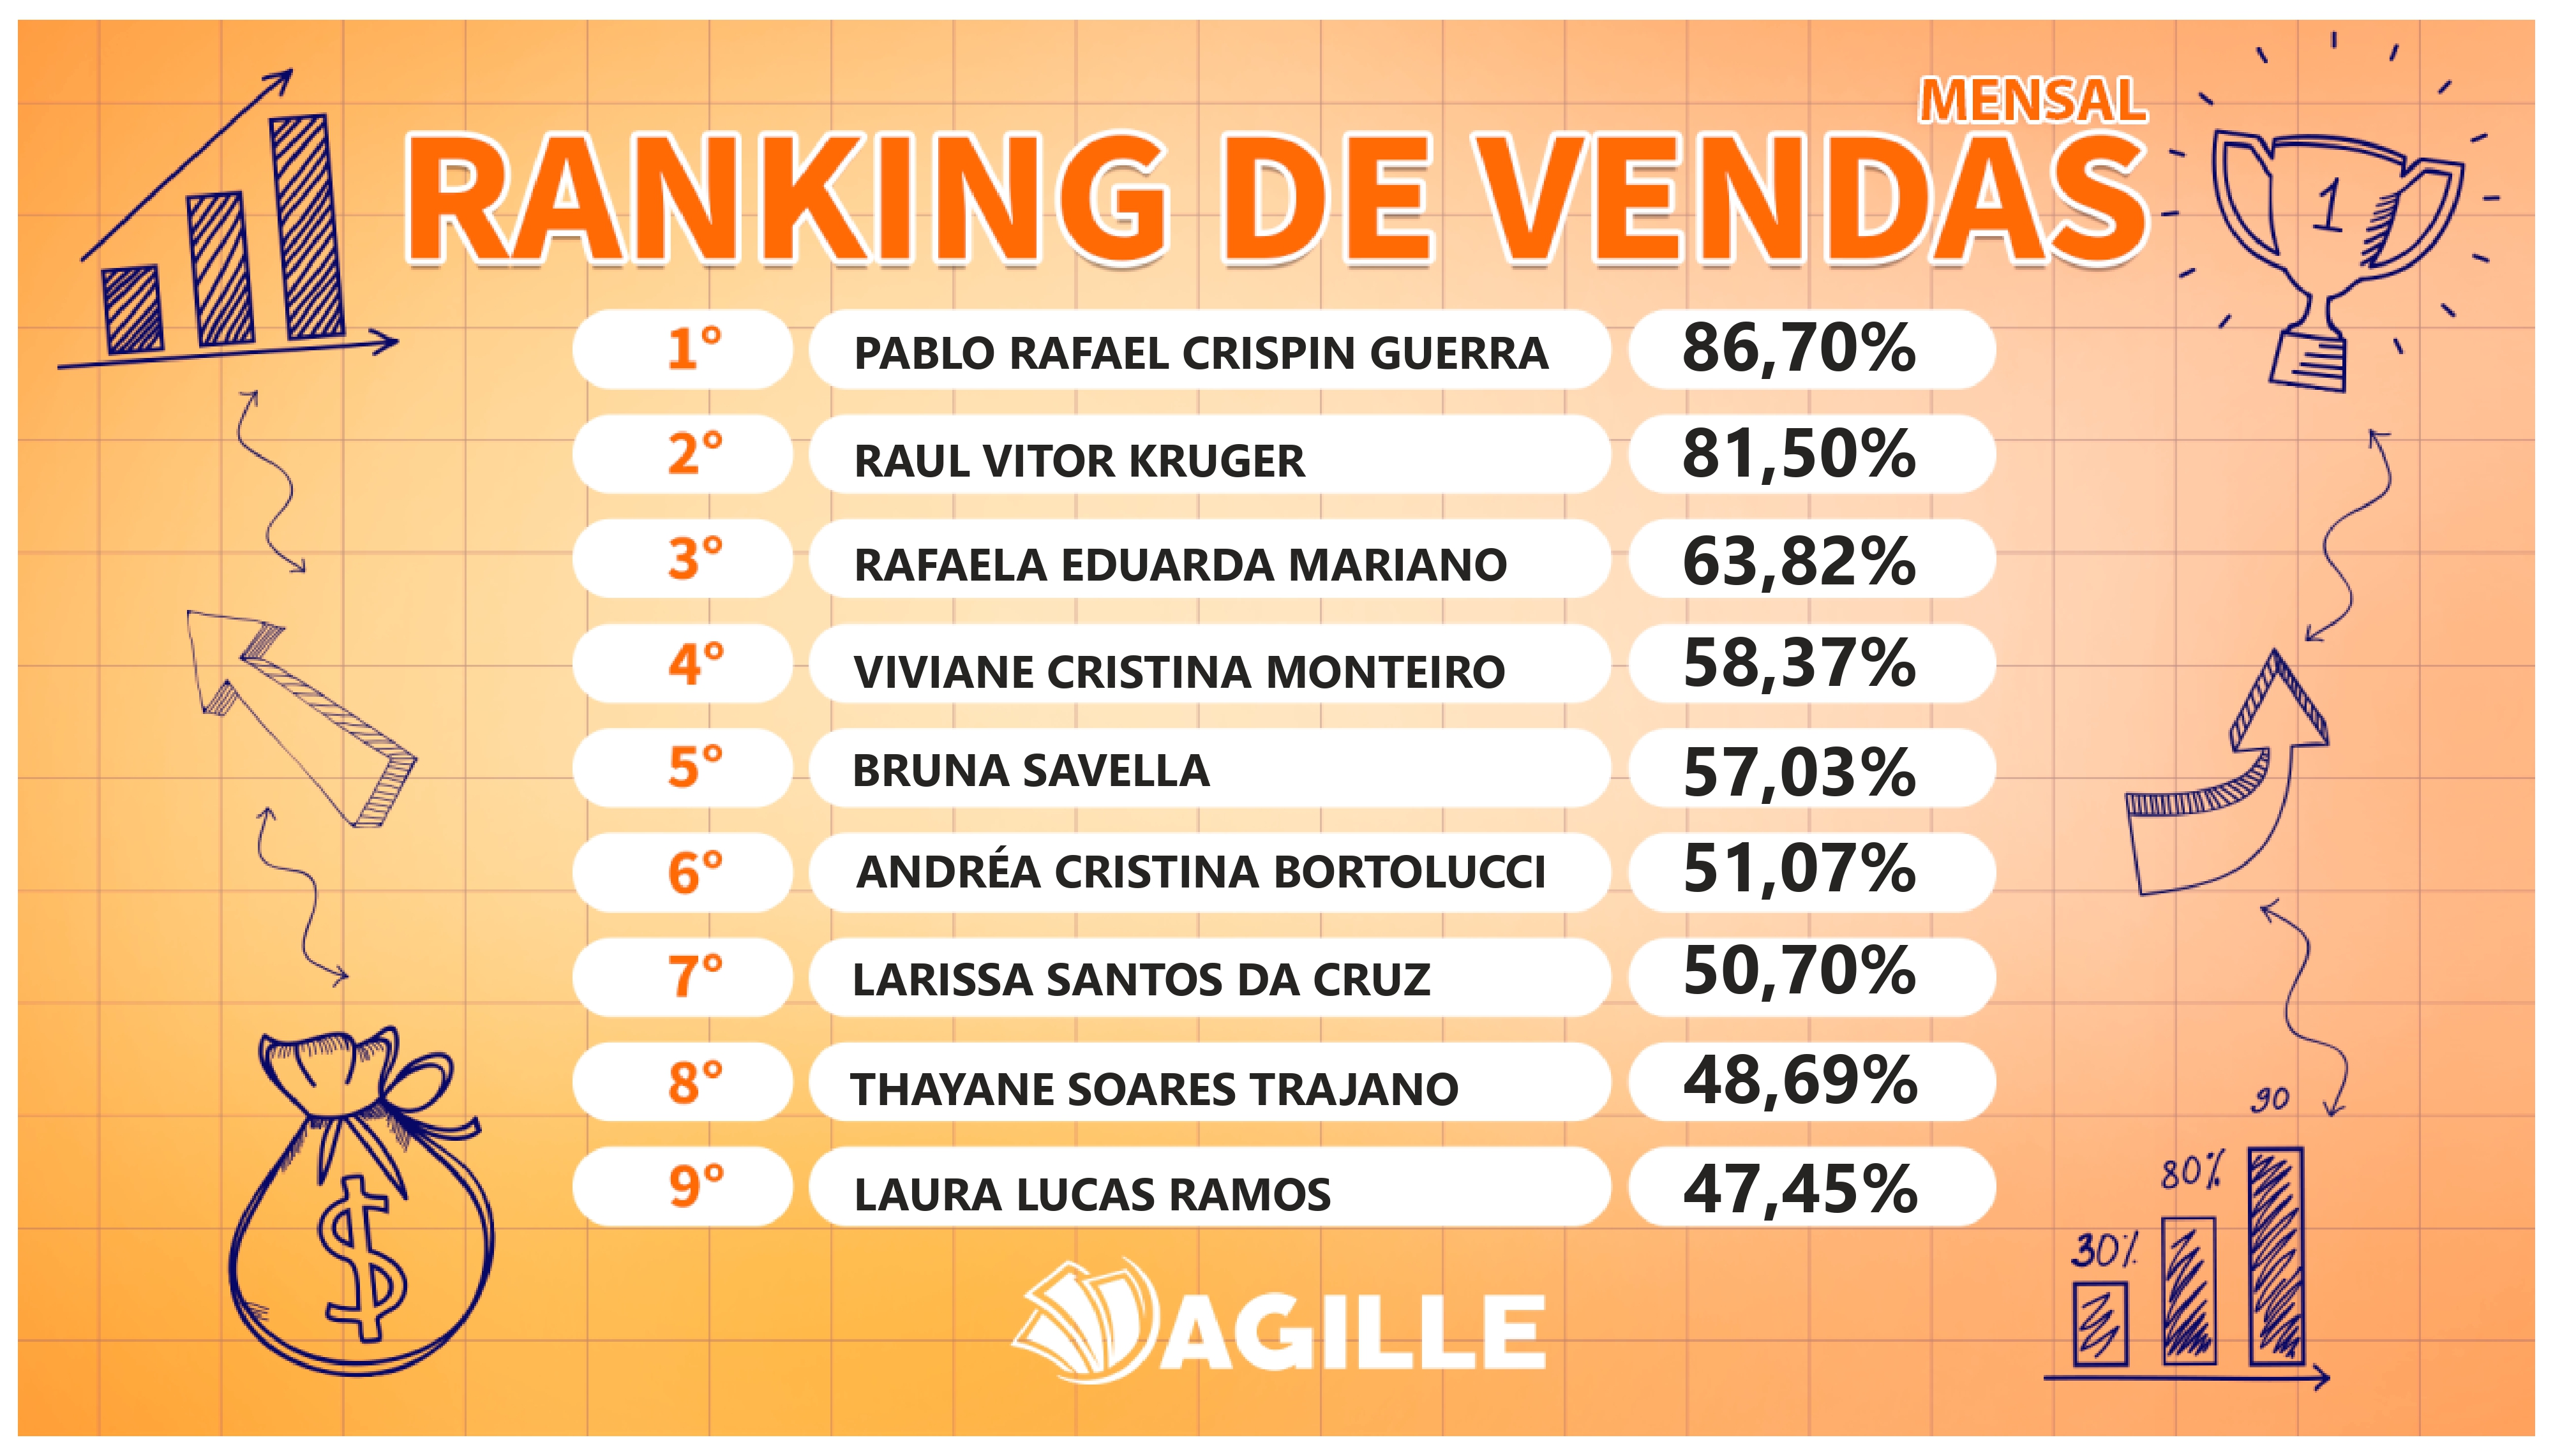 MENSAL
RANKING DE VENDAS
1
1° PABLO RAFAEL CRISPIN GUERRA 86,70%
2° RAUL VITOR KRUGER 81,50%
3° RAFAELA EDUARDA MARIANO 63,82%
4° VIVIANE CRISTINA MONTEIRO 58,37%
5° BRUNA SAVELLA 57,03%
6° ANDRÉA CRISTINA BORTOLUCCI 51,07%
7° LARISSA SANTOS DA CRUZ 50,70%
8° THAYANE SOARES TRAJANO 48,69%
9° LAURA LUCAS RAMOS 47,45%
$
90
80%
30%
AGILLE